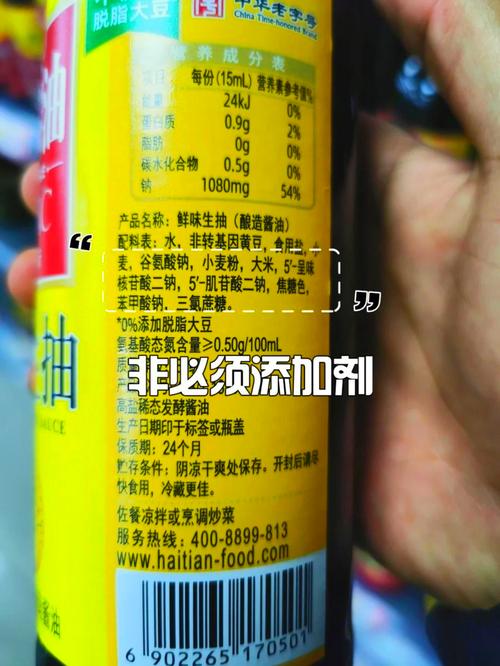 脱脂大豆
中华老字号
China Time-honored Brand
营养成分表
项目 每份(15mL) 营养素参考值%
能量 24kJ 0%
蛋白质 0.9g 2%
脂肪 0g 0%
碳水化合物 0.5g 0%
钠 1080mg 54%
油
C
抽
产品名称：鲜味生抽（酿造酱油）
配料表：水，非转基因黄豆，食用盐，小
麦，谷氨酸钠，小麦粉，大米，5'-呈味
核苷酸二钠，5'-肌苷酸二钠，焦糖色，
苯甲酸钠，三氯蔗糖。
*0%添加脱脂大豆
氨基酸态氮含量≥0.50g/100mL
质
产
非必须添加剂
高盐稀态发酵酱油
生产日期印于标签或瓶盖
保质期：24个月
贮存条件：阴凉干爽处保存。开封后请尽
快食用，冷藏更佳。
佐餐凉拌或烹调炒菜
服务热线：400-8899-813
www.haitian-food.com
酱油
6 902265 170501